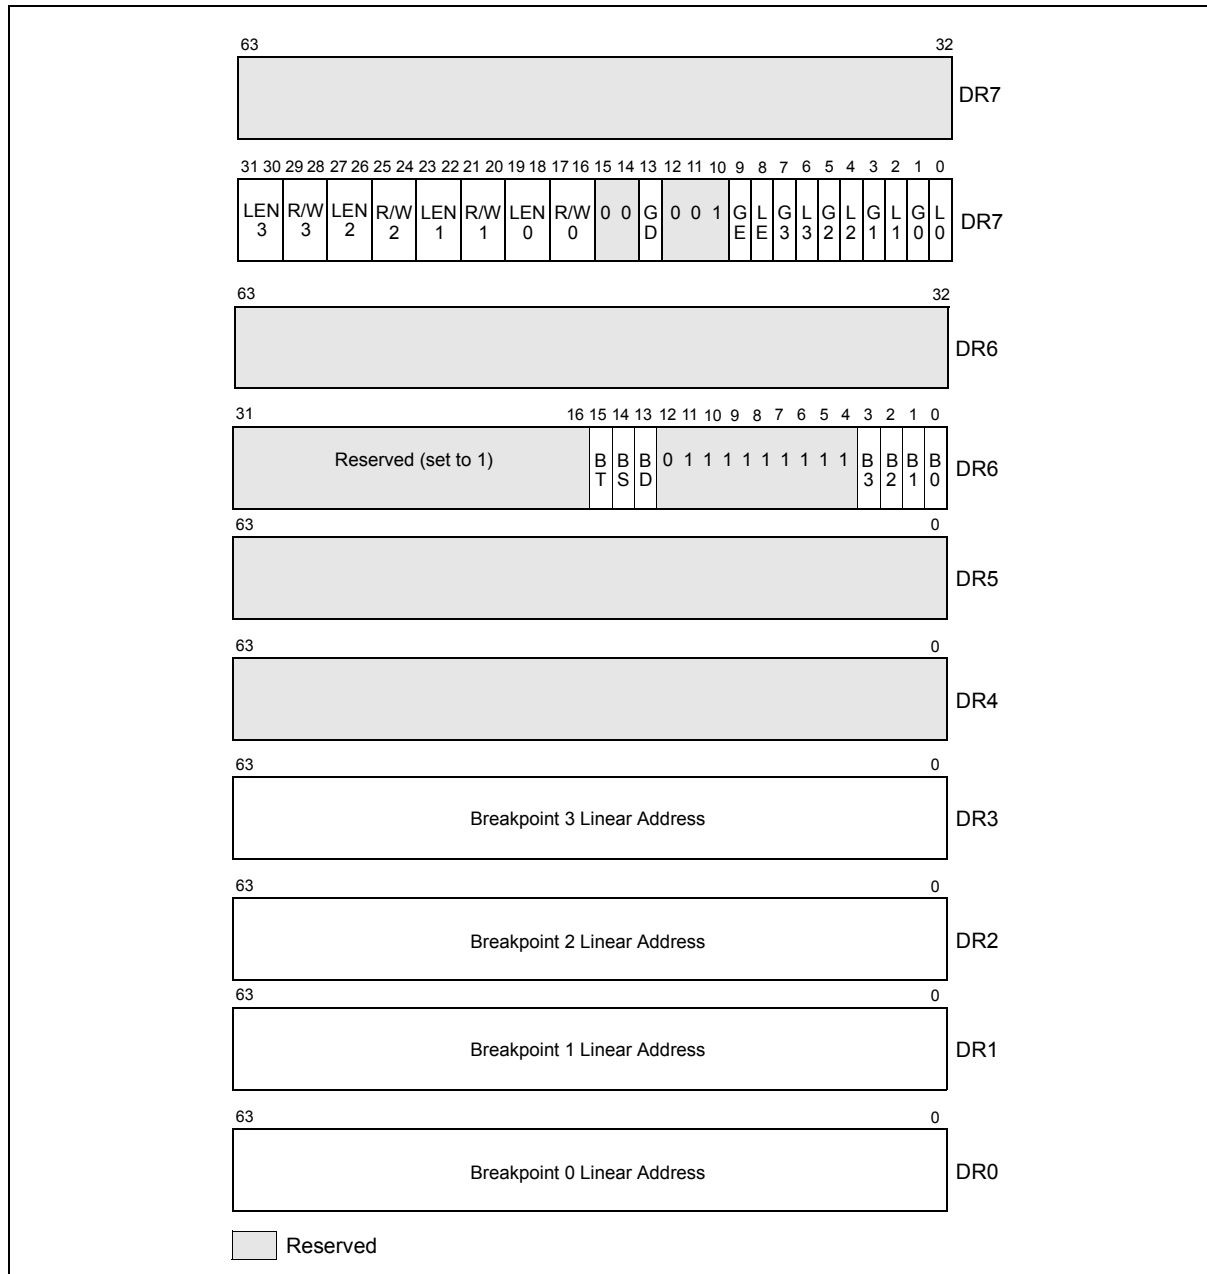 63 32
DR7
31 30 29 28 27 26 25 24 23 22 21 20 19 18 17 16 15 14 13 12 11 10 9 8 7 6 5 4 3 2 1 0
LEN R/W LEN R/W LEN R/W LEN R/W 0 0 G 0 0 1 G L G L G L G L G L
3 3 2 2 1 1 0 0 D E E 3 3 2 2 1 1 0 0
DR7
63 32
DR6
31 16 15 14 13 12 11 10 9 8 7 6 5 4 3 2 1 0
Reserved (set to 1) B B B 0 1 1 1 1 1 1 1 1 B B B B
T S D 3 2 1 0
DR6
63 0
DR5
63 0
DR4
63 0
Breakpoint 3 Linear Address DR3
63 0
Breakpoint 2 Linear Address DR2
63 0
Breakpoint 1 Linear Address DR1
63 0
Breakpoint 0 Linear Address DR0
Reserved